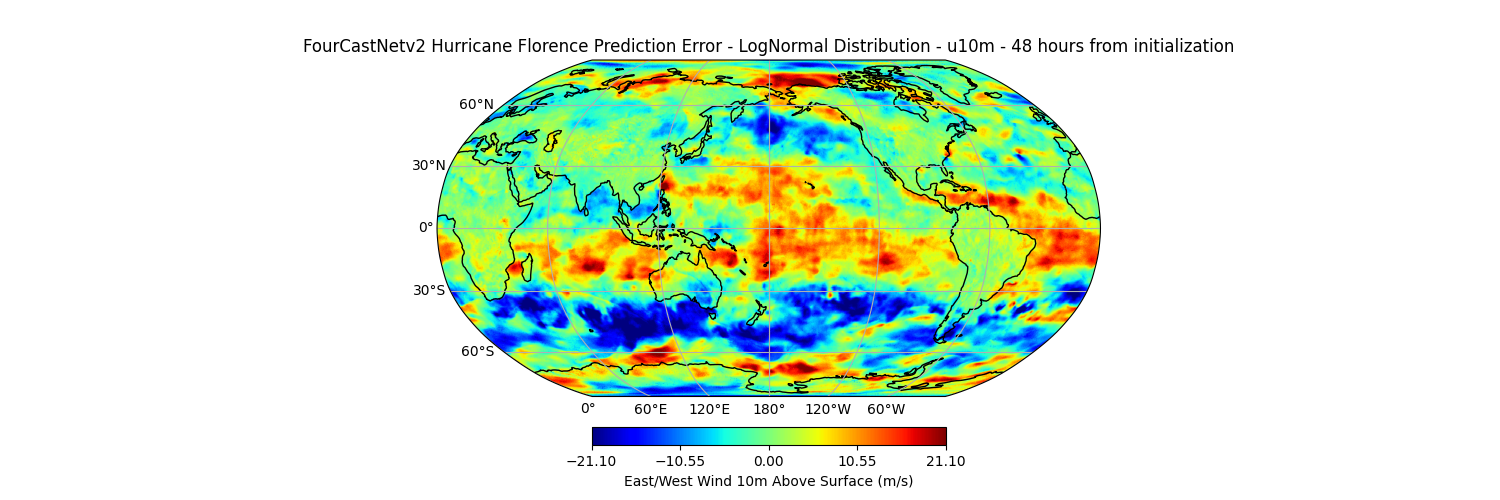 FourCastNetv2 Hurricane Florence Prediction Error - LogNormal Distribution - u10m - 48 hours from initialization
60°N
30°N
0°
30°S
60°S
0° 60°E 120°E 180° 120°W 60°W
−21.10 −10.55 0.00 10.55 21.10
East/West Wind 10m Above Surface (m/s)